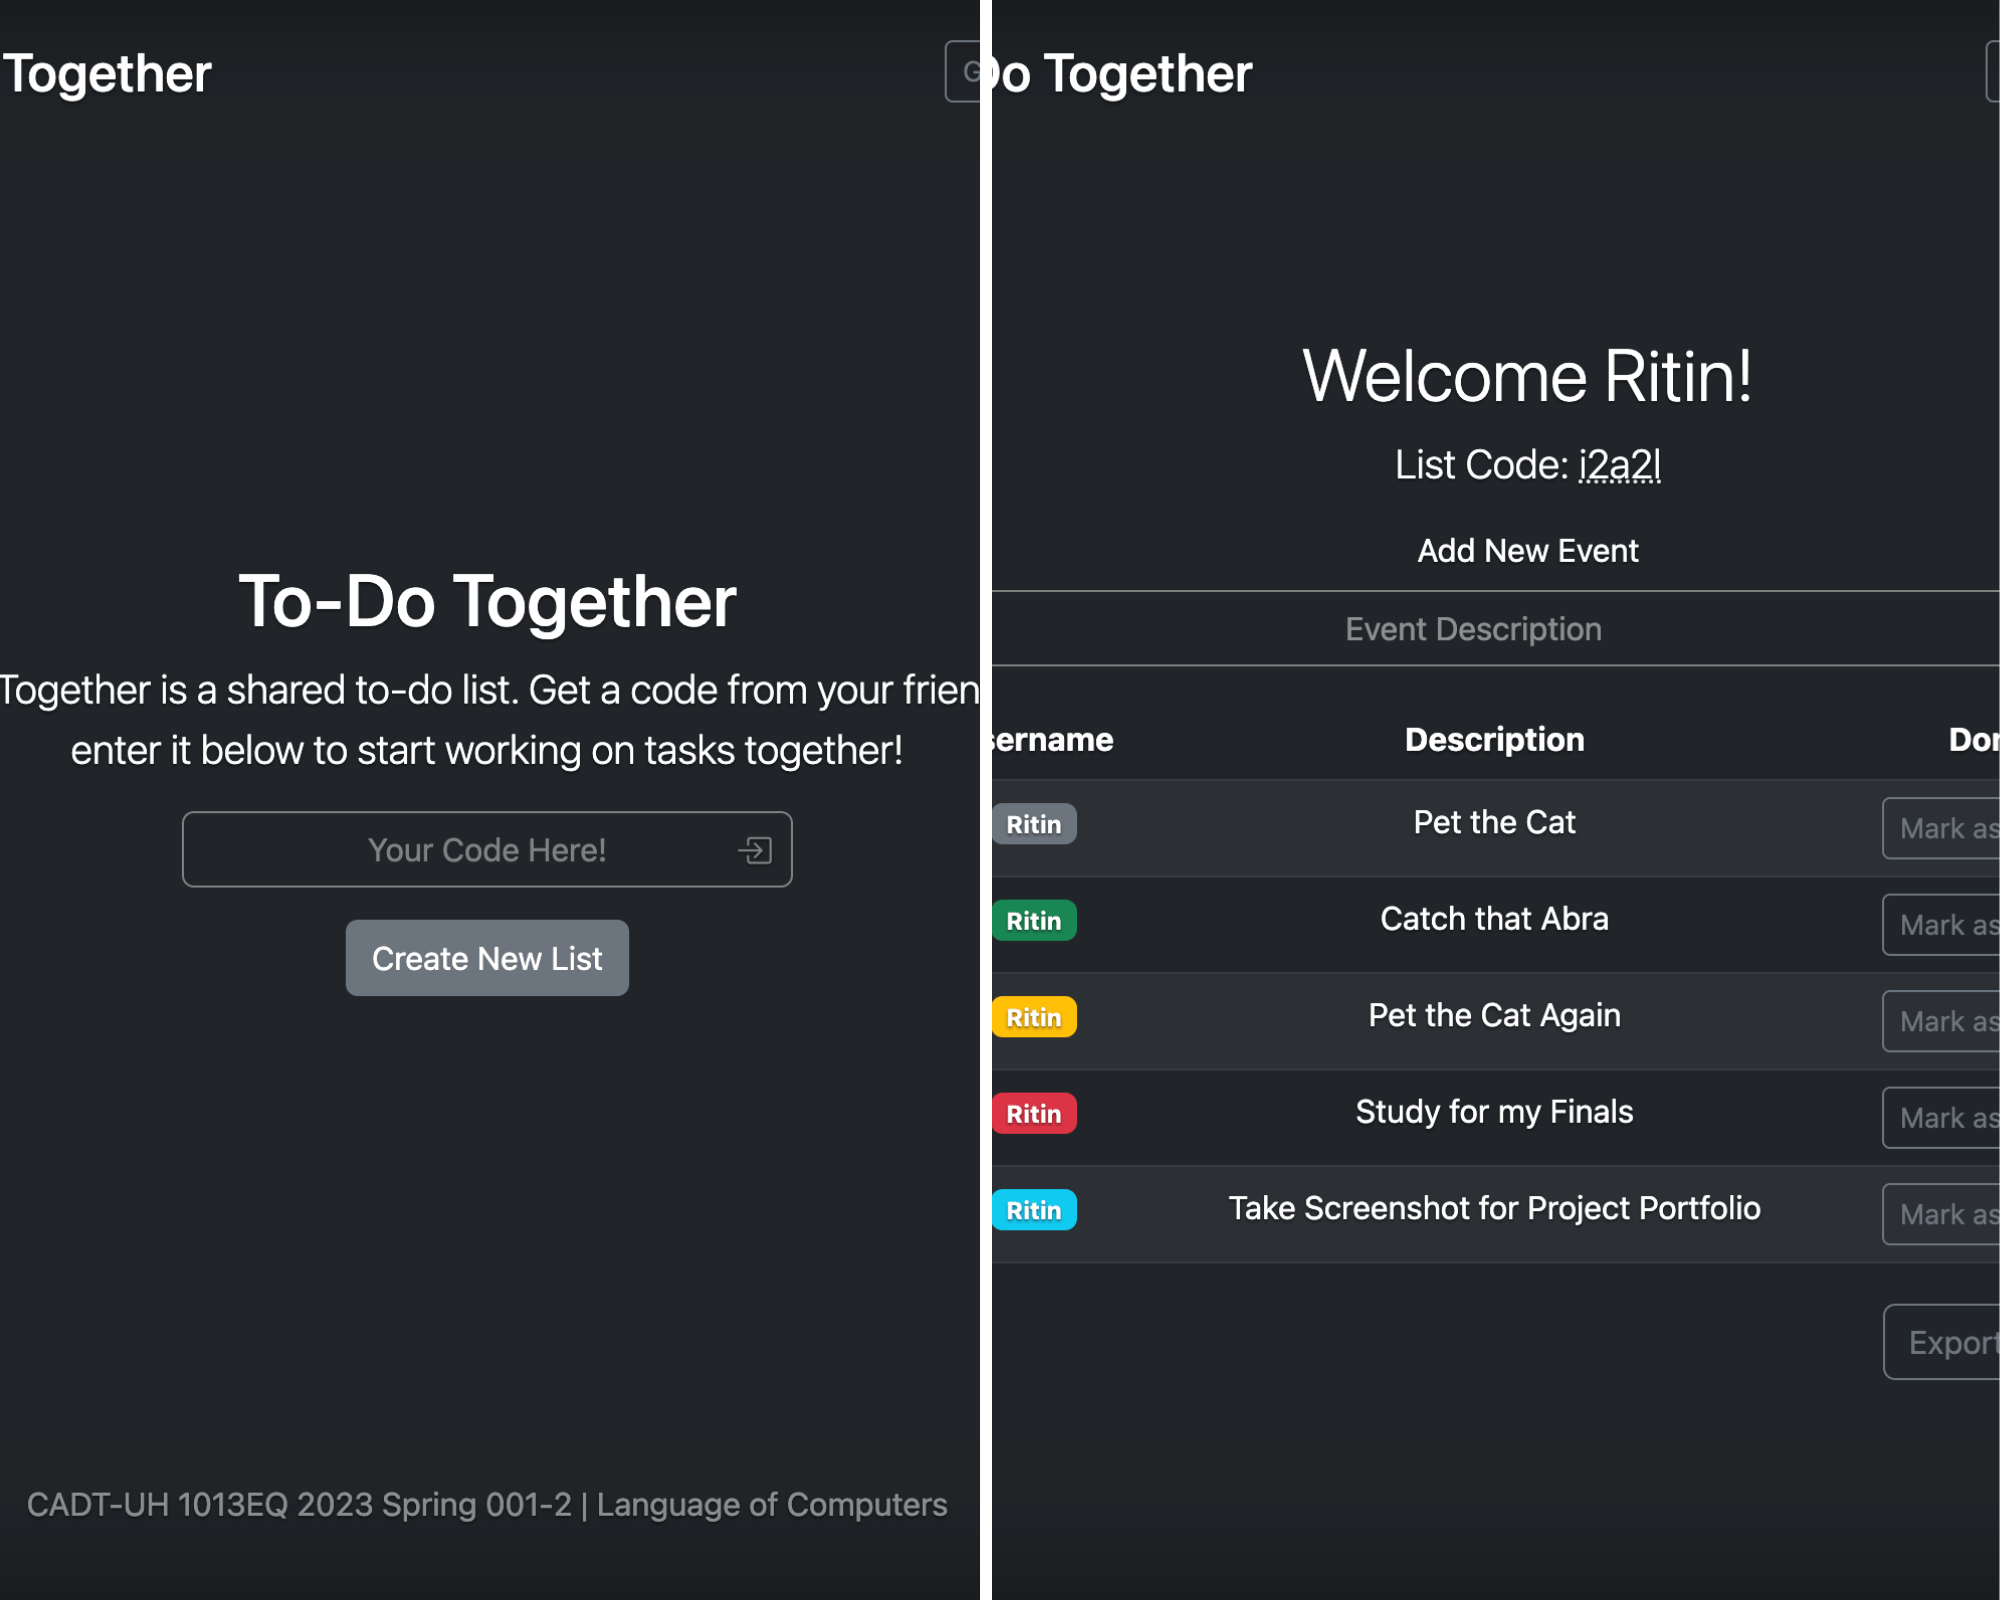 Together
To-Do Together
Together is a shared to-do list. Get a code from your frien
enter it below to start working on tasks together!
Your Code Here!
Create New List
CADT-UH 1013EQ 2023 Spring 001-2 | Language of Computers
Do Together
Welcome Ritin!
List Code: i2a2l
Add New Event
Event Description
sername Description Don
Ritin Pet the Cat Mark as
Ritin Catch that Abra Mark as
Ritin Pet the Cat Again Mark as
Ritin Study for my Finals Mark as
Ritin Take Screenshot for Project Portfolio Mark as
Export